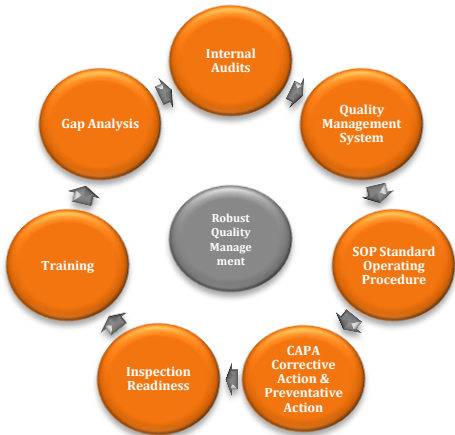 Internal
Audits
Quality
Management
System
SOP Standard
Operating
Procedure
CAPA
Corrective
Action &
Preventative
Action
Inspection
Readiness
Training
Gap Analysis
Robust
Quality
Manage
ment